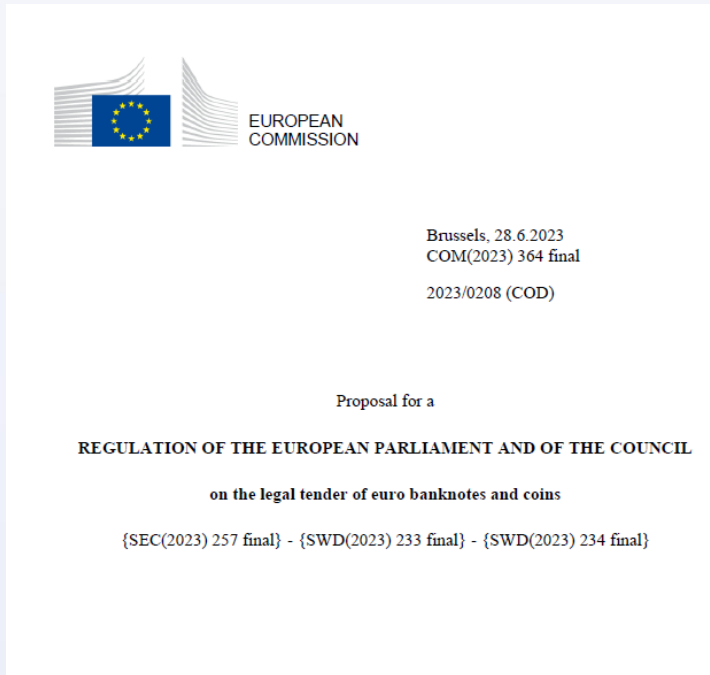 EUROPEAN
COMMISSION
Brussels, 28.6.2023
COM(2023) 364 final
2023/0208 (COD)
Proposal for a
REGULATION OF THE EUROPEAN PARLIAMENT AND OF THE COUNCIL
on the legal tender of euro banknotes and coins
{SEC(2023) 257 final} - {SWD(2023) 233 final} - {SWD(2023) 234 final}